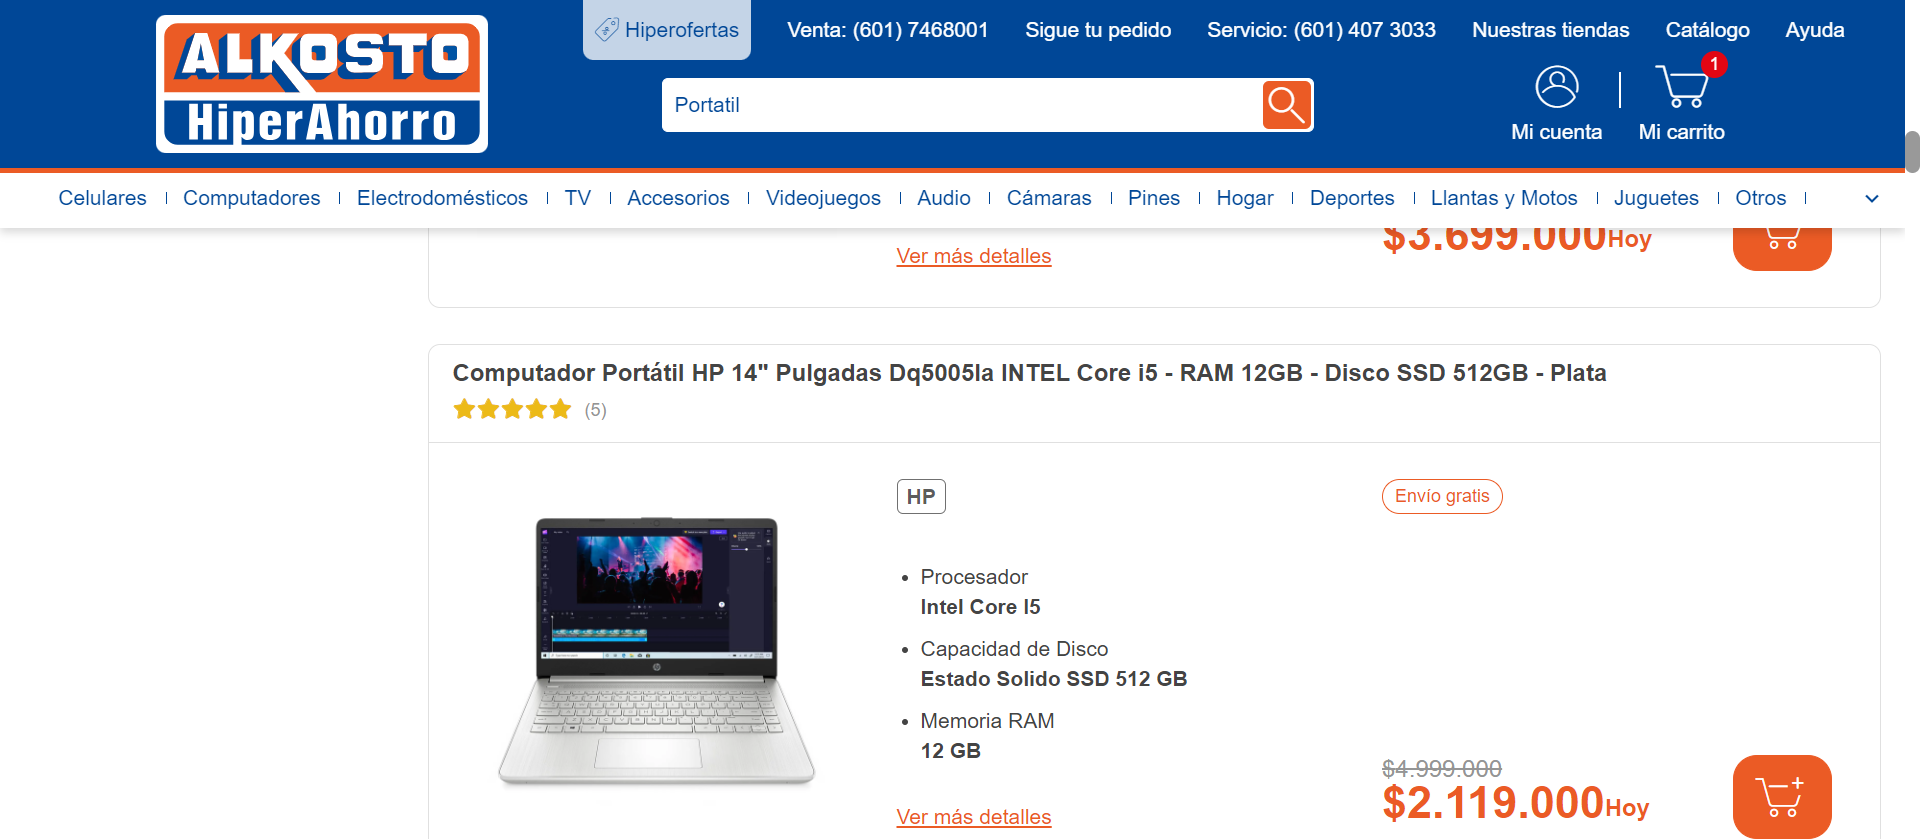 Hiperofertas
Venta: (601) 7468001
Sigue tu pedido
Servicio: (601) 407 3033
Nuestras tiendas
Catálogo
Ayuda
ALKOSTO
HiperAhorro
Portatil
1
Mi cuenta
Mi carrito
Celulares
Computadores
Electrodomésticos
TV
Accesorios
Videojuegos
Audio
Cámaras
Pines
Hogar
Deportes
Llantas y Motos
Juguetes
Otros
$3.699.000 Hoy
Ver más detalles
Computador Portátil HP 14" Pulgadas Dq5005la INTEL Core i5 - RAM 12GB - Disco SSD 512GB - Plata
(5)
HP
Envío gratis
Procesador
Intel Core I5
Capacidad de Disco
Estado Solido SSD 512 GB
Memoria RAM
12 GB
$4.999.000
$2.119.000 Hoy
Ver más detalles